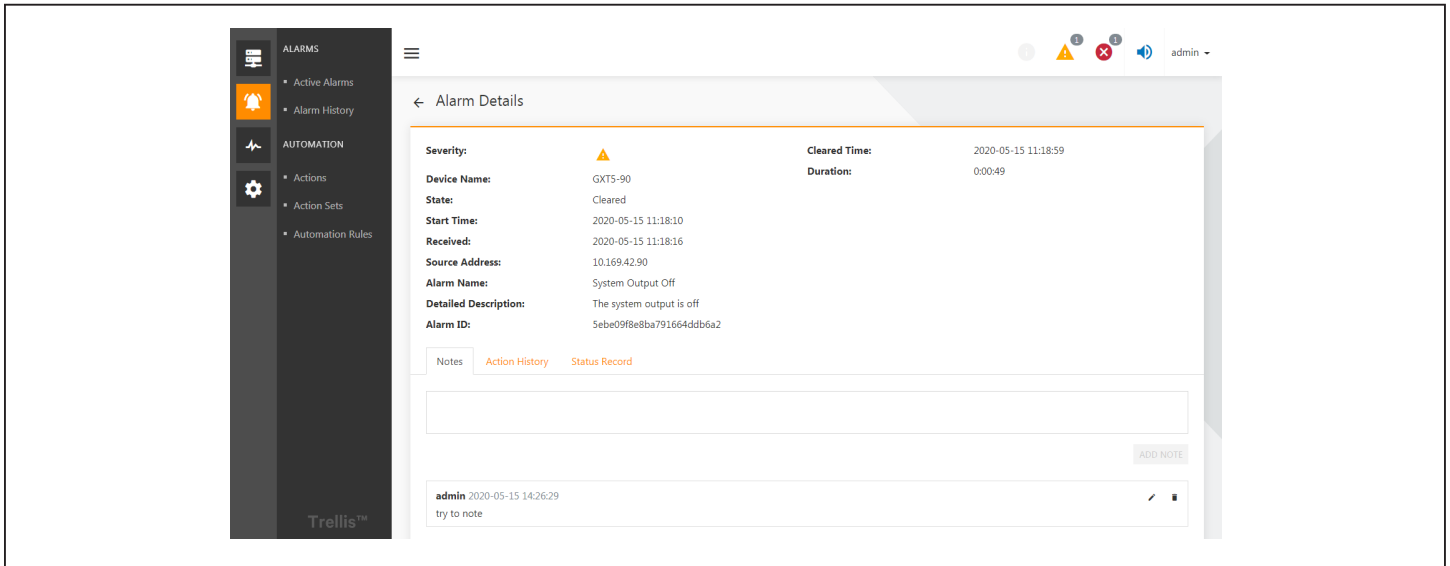 ALARMS
Active Alarms
Alarm History
AUTOMATION
Actions
Action Sets
Automation Rules
Trellis™
1
1
admin
Alarm Details
Severity:
Cleared Time: 2020-05-15 11:18:59
Device Name: GXT5-90
Duration: 0:00:49
State: Cleared
Start Time: 2020-05-15 11:18:10
Received: 2020-05-15 11:18:16
Source Address: 10.169.42.90
Alarm Name: System Output Off
Detailed Description: The system output is off
Alarm ID: 5ebe09f8e8ba791664ddb6a2
Notes Action History Status Record
ADD NOTE
admin 2020-05-15 14:26:29
try to note